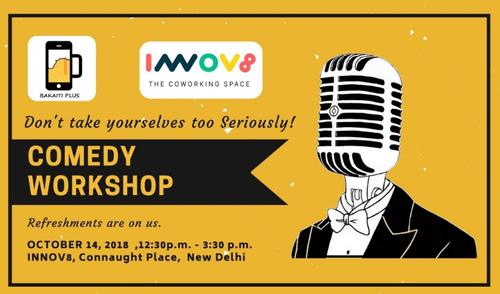 BAKAITI PLUS
INNOV8
THE COWORKING SPACE
Don't take yourselves too Seriously!
COMEDY
WORKSHOP
Refreshments are on us.
OCTOBER 14, 2018 ,12:30p.m. - 3:30 p.m.
INNOV8, Connaught Place, New Delhi